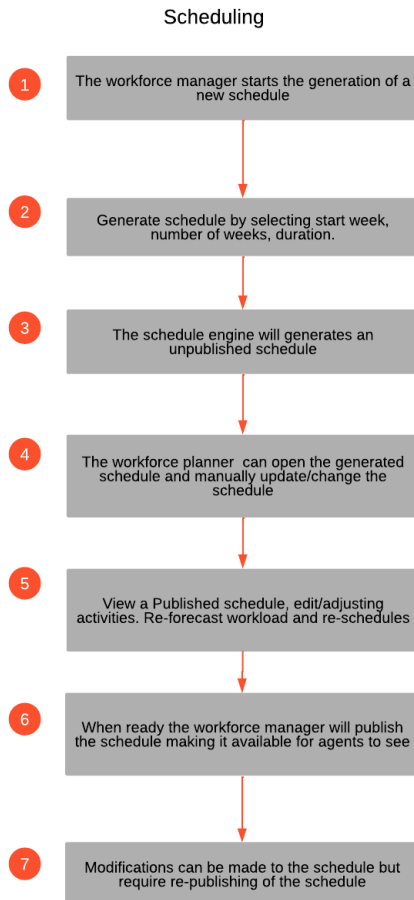 Scheduling
1
The workforce manager starts the generation of a
new schedule
2
Generate schedule by selecting start week,
number of weeks, duration.
3
The schedule engine will generates an
unpublished schedule
4
The workforce planner  can open the generated
schedule and manually update/change the
schedule
5
View a Published schedule, edit/adjusting
activities. Re-forecast workload and re-schedules
6
When ready the workforce manager will publish
the schedule making it available for agents to see
7
Modifications can be made to the schedule but
require re-publishing of the schedule